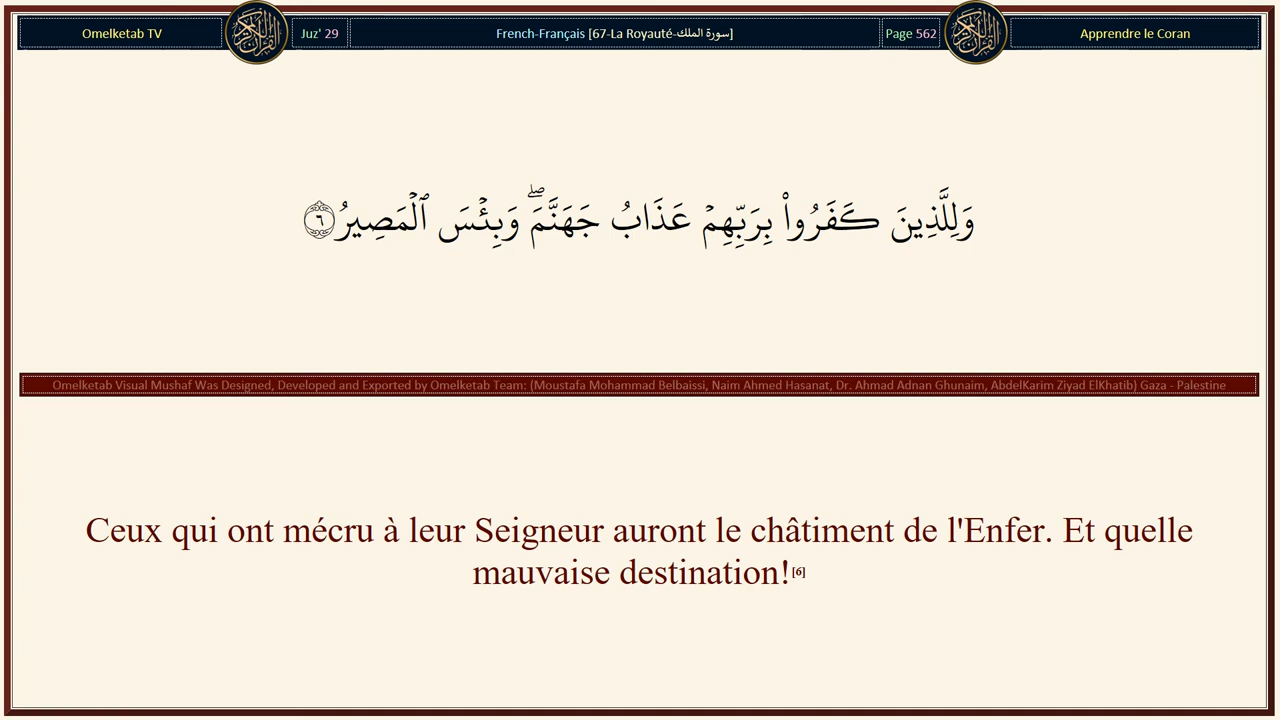 Omelketab TV
Juz' 29
French-Français [67-La Royauté-سورة الملك]
Page 562
Apprendre le Coran
وَلِلَّذِينَ كَفَرُواْ بِرَبِّهِمۡ عَذَابُ جَهَنَّمَۖ وَبِئۡسَ ٱلۡمَصِيرُ ٦
Omelketab Visual Mushaf Was Designed, Developed and Exported by Omelketab Team: (Moustafa Mohammad Belbaissi, Naim Ahmed Hasanat, Dr. Ahmad Adnan Ghunaim, AbdelKarim Ziyad ElKhatib) Gaza - Palestine
Ceux qui ont mécru à leur Seigneur auront le châtiment de l'Enfer. Et quelle
mauvaise destination![6]